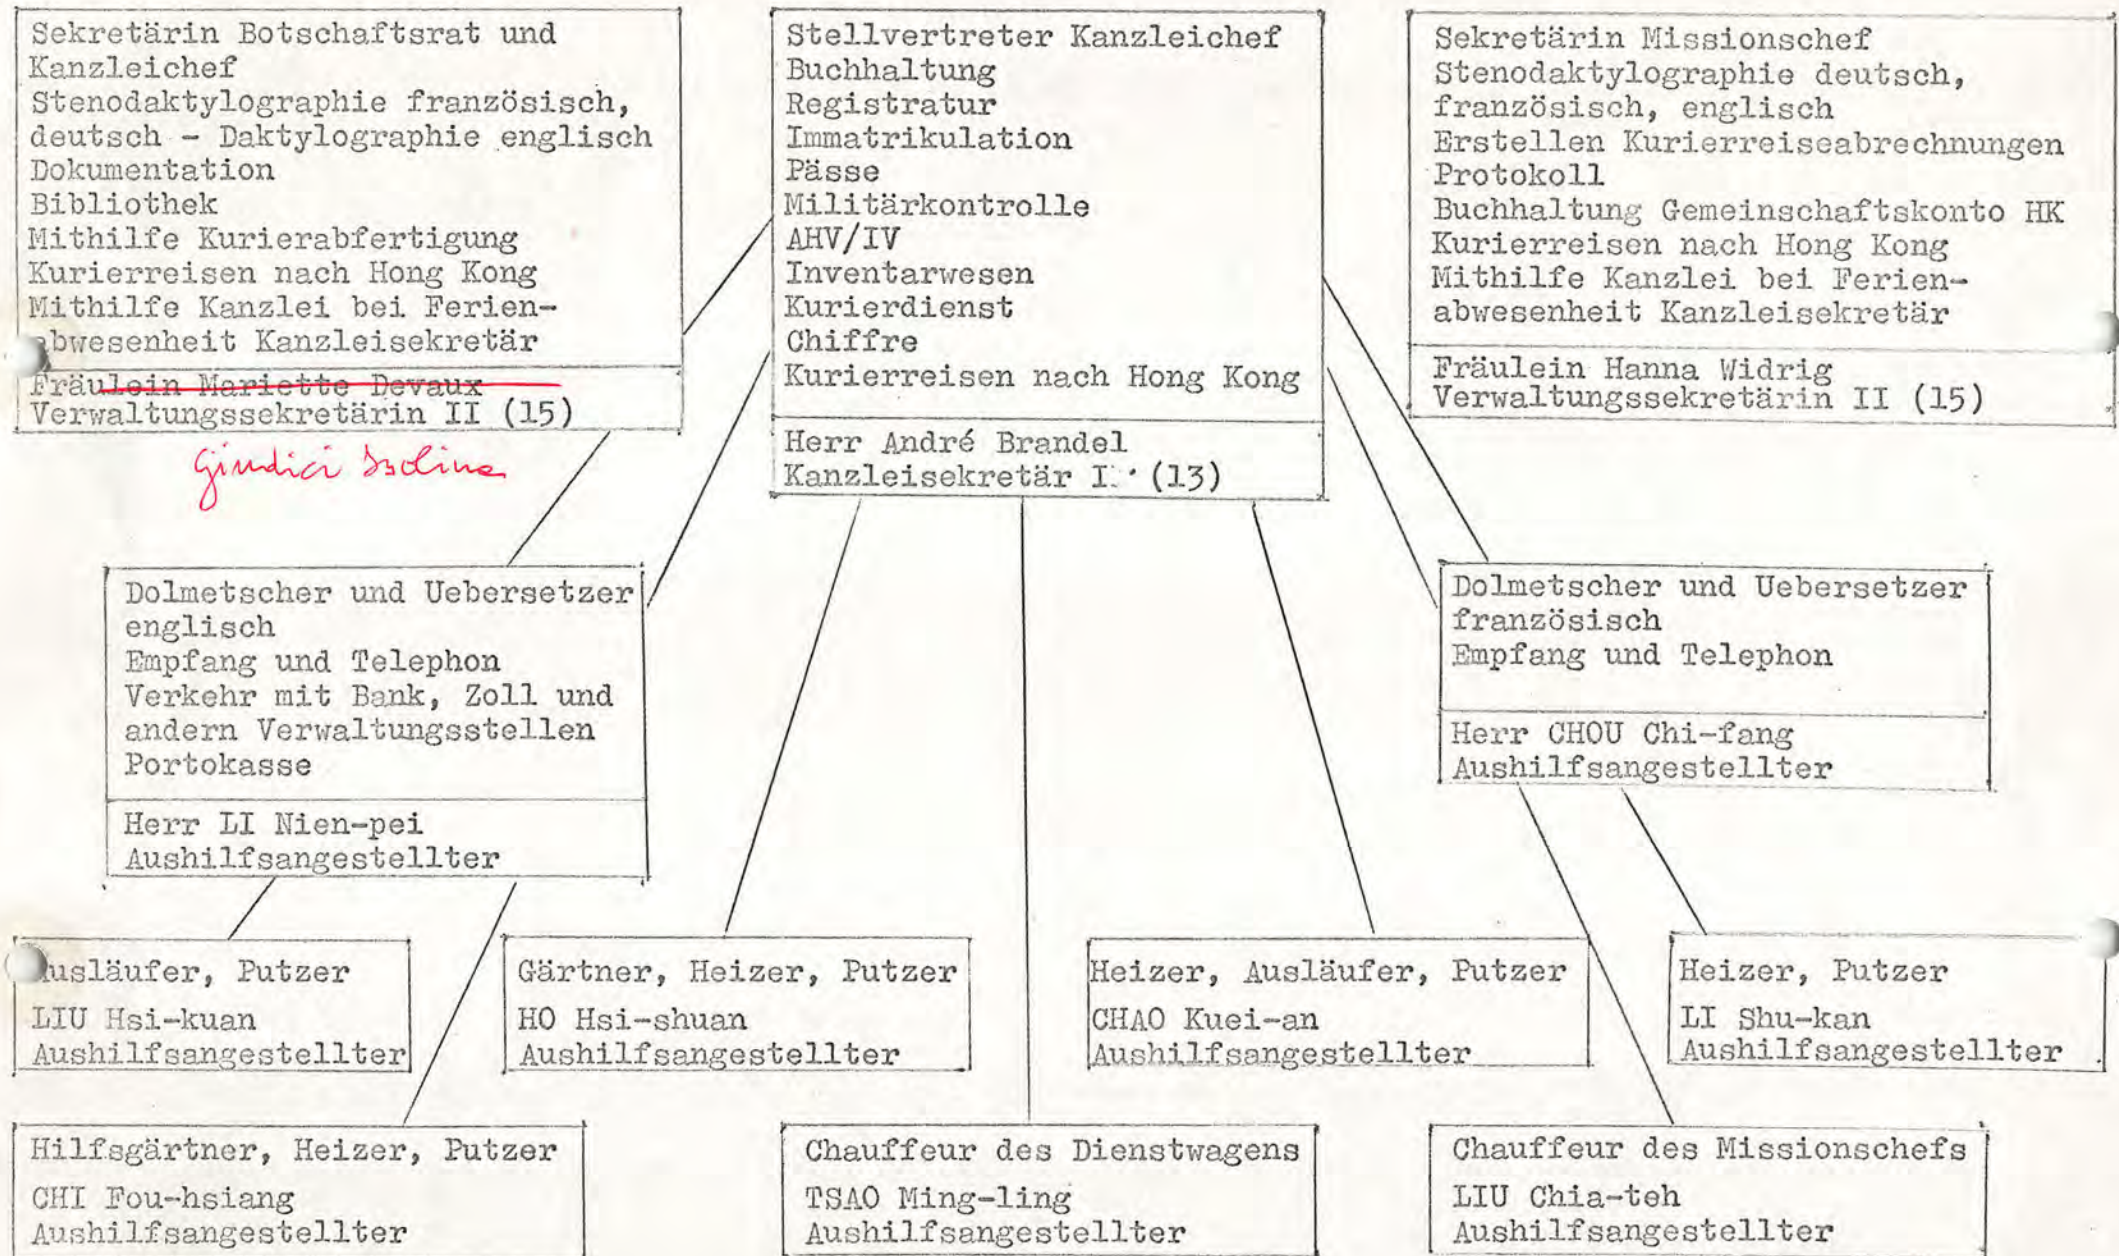 Sekretärin Botschaftsrat und
Kanzleichef
Stenodaktylographie französisch,
deutsch - Daktylographie englisch
Dokumentation
Bibliothek
Mithilfe Kurierabfertigung
Kurierreisen nach Hong Kong
Mithilfe Kanzlei bei Ferien-
abwesenheit Kanzleisekretär
Fräulein Mariette Devaux
Verwaltungssekretärin II (15)
Giudici
Stellvertreter Kanzleichef
Buchhaltung
Registratur
Immatrikulation
Pässe
Militärkontrolle
AHV/IV
Inventarwesen
Kurierdienst
Chiffre
Kurierreisen nach Hong Kong
Herr André Brandel
Kanzleisekretär (13)
Sekretärin Missionschef
Stenodaktylographie deutsch,
französisch, englisch
Erstellen Kurierreiseabrechnungen
Protokoll
Buchhaltung Gemeinschaftskonto HK
Kurierreisen nach Hong Kong
Mithilfe Kanzlei bei Ferien-
abwesenheit Kanzleisekretär
Fräulein Hanna Widrig
Verwaltungssekretärin II (15)
Dolmetscher und Uebersetzer
englisch
Empfang und Telephon
Verkehr mit Bank, Zoll und
andern Verwaltungsstellen
Portokasse
Herr LI Nien-pei
Aushilfsangestellter
Dolmetscher und Uebersetzer
französisch
Empfang und Telephon
Herr CHOU Chi-fang
Aushilfsangestellter
Ausläufer, Putzer
LIU Hsi-kuan
Aushilfsangestellter
Gärtner, Heizer, Putzer
HO Hsi-shuan
Aushilfsangestellter
Heizer, Ausläufer, Putzer
CHAO Kuei-an
Aushilfsangestellter
Heizer, Putzer
LI Shu-kan
Aushilfsangestellter
Hilfsgärtner, Heizer, Putzer
CHI Fou-hsiang
Aushilfsangestellter
Chauffeur des Dienstwagens
TSAO Ming-ling
Aushilfsangestellter
Chauffeur des Missionschefs
LIU Chia-teh
Aushilfsangestellter